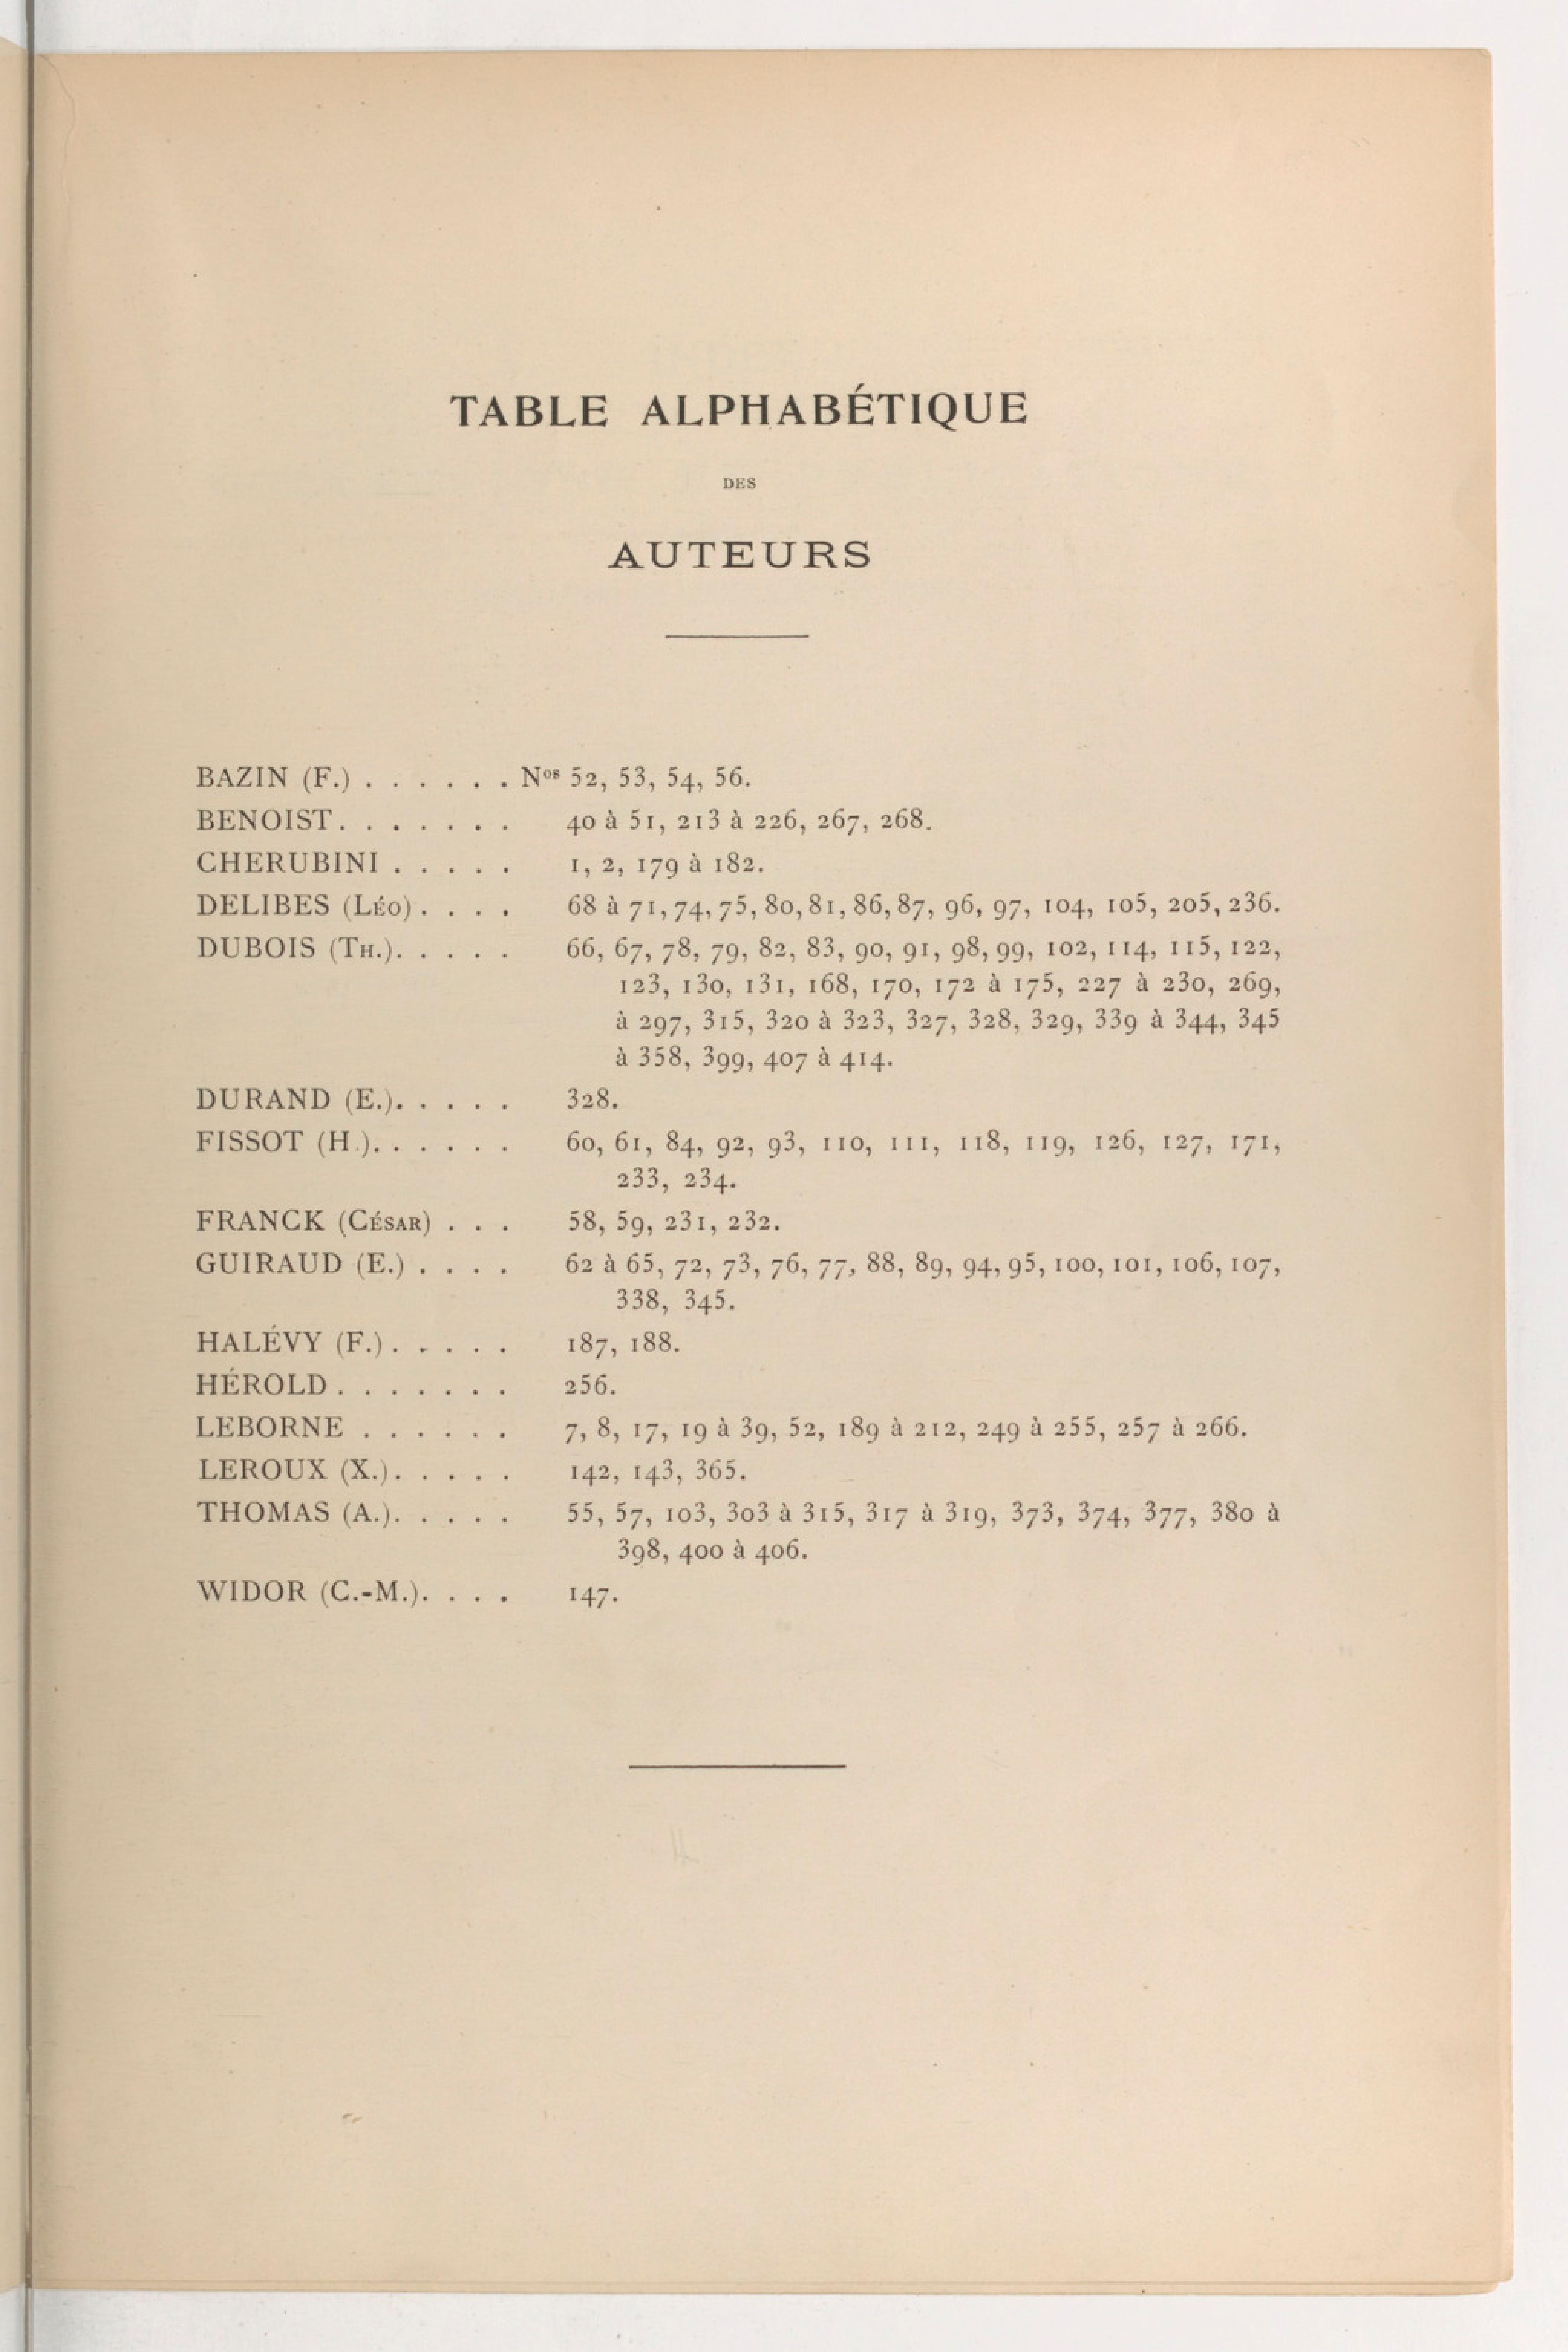 TABLE ALPHABÉTIQUE
DES
AUTEURS
BAZIN (F.) . . . . . . Nos 52, 53, 54, 56.
BENOIST. . . . . . . 40 à 51, 213 à 226, 267, 268.
CHERUBINI . . . . . 1, 2, 179 à 182.
DELIBES (Léo) . . . . 68 à 71, 74, 75, 80, 81, 86, 87, 96, 97, 104, 105, 205, 236.
DUBOIS (Th.). . . . . 66, 67, 78, 79, 82, 83, 90, 91, 98, 99, 102, 114, 115, 122,
123, 130, 131, 168, 170, 172 à 175, 227 à 230, 269,
à 297, 315, 320 à 323, 327, 328, 329, 339 à 344, 345
à 358, 399, 407 à 414.
DURAND (E.). . . . . 328.
FISSOT (H.). . . . . . 60, 61, 84, 92, 93, 110, 111, 118, 119, 126, 127, 171,
233, 234.
FRANCK (César) . . . 58, 59, 231, 232.
GUIRAUD (E.) . . . . 62 à 65, 72, 73, 76, 77, 88, 89, 94, 95, 100, 101, 106, 107,
338, 345.
HALÉVY (F.) . . . . . 187, 188.
HÉROLD . . . . . . . 256.
LEBORNE . . . . . . 7, 8, 17, 19 à 39, 52, 189 à 212, 249 à 255, 257 à 266.
LEROUX (X.). . . . . 142, 143, 365.
THOMAS (A.). . . . . 55, 57, 103, 303 à 315, 317 à 319, 373, 374, 377, 380 à
398, 400 à 406.
WIDOR (C.-M.). . . . 147.